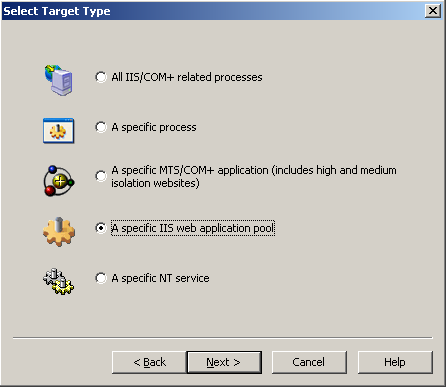 Select Target Type
All IIS/COM+ related processes
A specific process
A specific MTS/COM+ application (includes high and medium
isolation websites)
A specific IIS web application pool
A specific NT service
< Back
Next >
Cancel
Help